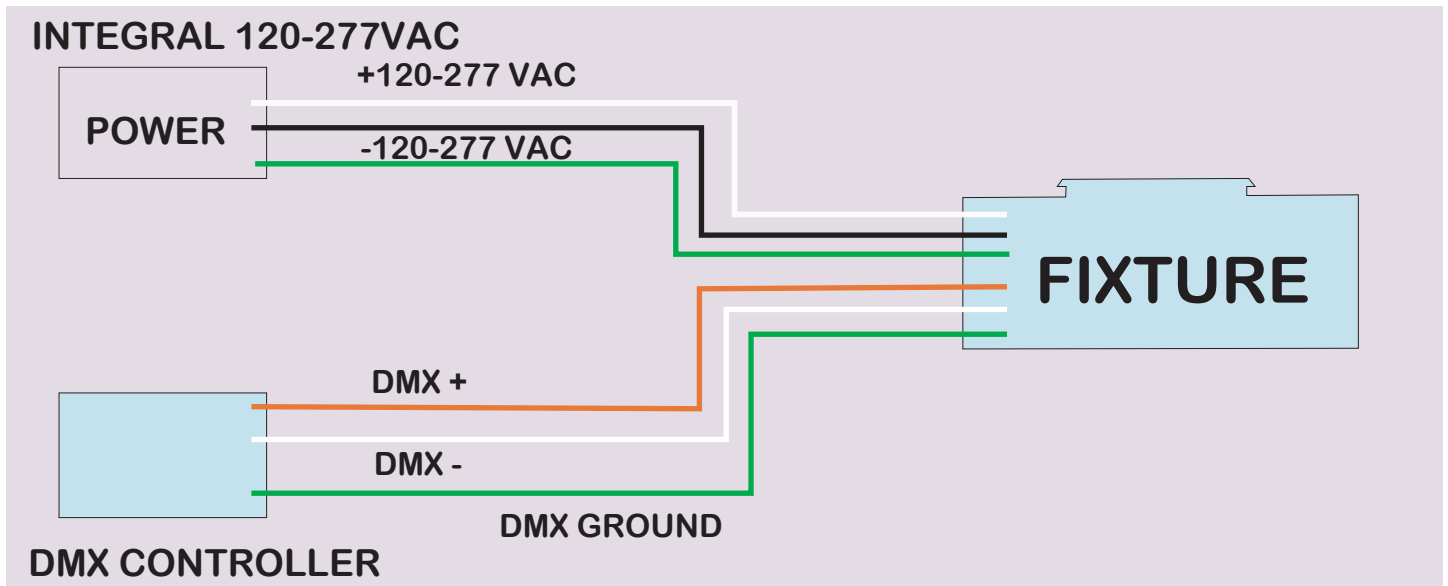 INTEGRAL 120-277VAC
+120-277 VAC
POWER
-120-277 VAC
FIXTURE
DMX +
DMX -
DMX GROUND
DMX CONTROLLER